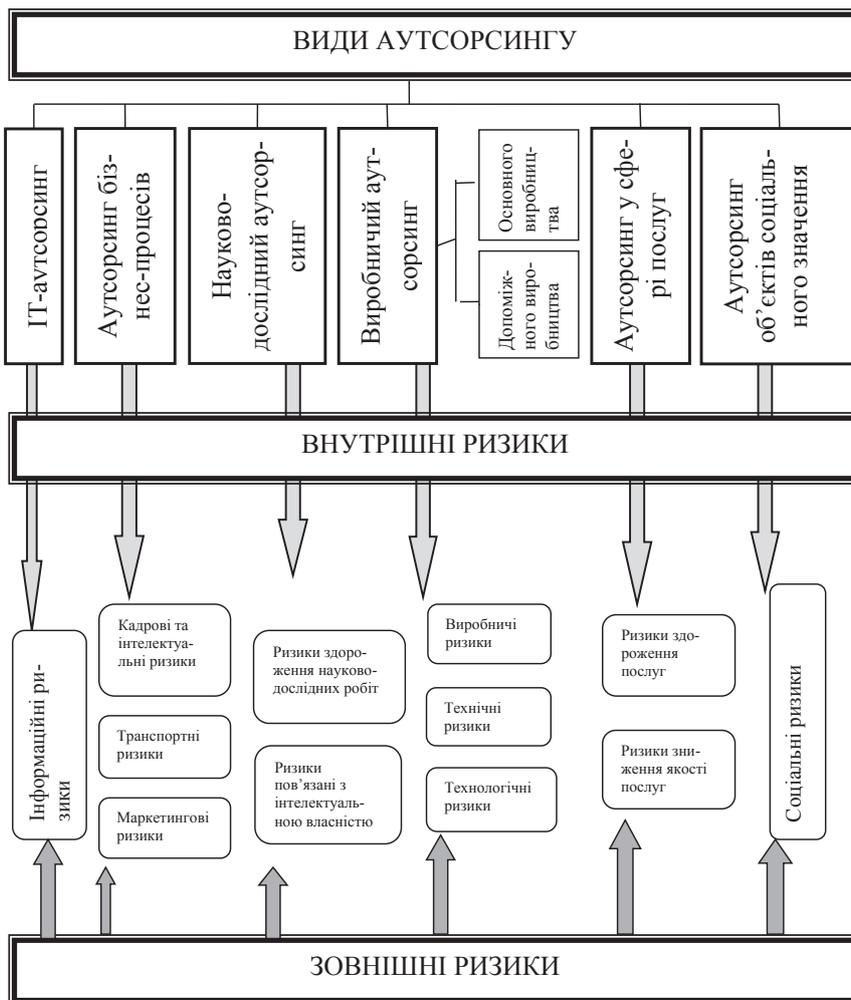 ВИДИ АУТСОРСИНГУ
ІТ-аутсорсинг
Аутсорсинг біз-
нес-процесів
Науково-
дослідний аутсор-
синг
Виробничий аут-
сорсинг
Основного
виробниц-
тва
Допоміж-
ного виро-
бництва
Аутсорсинг у сфе-
рі послуг
Аутсорсинг
об’єктів соціаль-
ного значення
ВНУТРІШНІ РИЗИКИ
Інформаційні ри-
зики
Кадрові та
інтелектуа-
льні ризики
Транспортні
ризики
Маркетингові
ризики
Ризики здоро-
ження науково-
дослідних робіт
Ризики
пов’язані з
інтелектуаль-
ною власністю
Виробничі
ризики
Технічні
ризики
Технологічні
ризики
Ризики здо-
роження
послуг
Ризики зни-
ження якості
послуг
Соціальні ризики
ЗОВНІШНІ РИЗИКИ